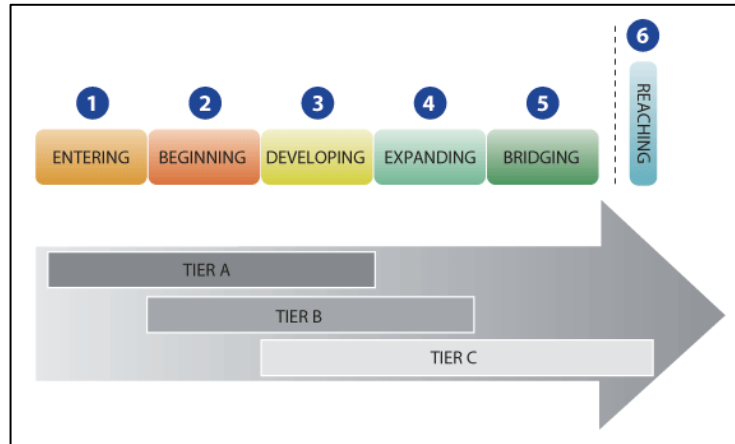 1 2 3 4 5 6
ENTERING BEGINNING DEVELOPING EXPANDING BRIDGING REACHING
TIER A
TIER B
TIER C